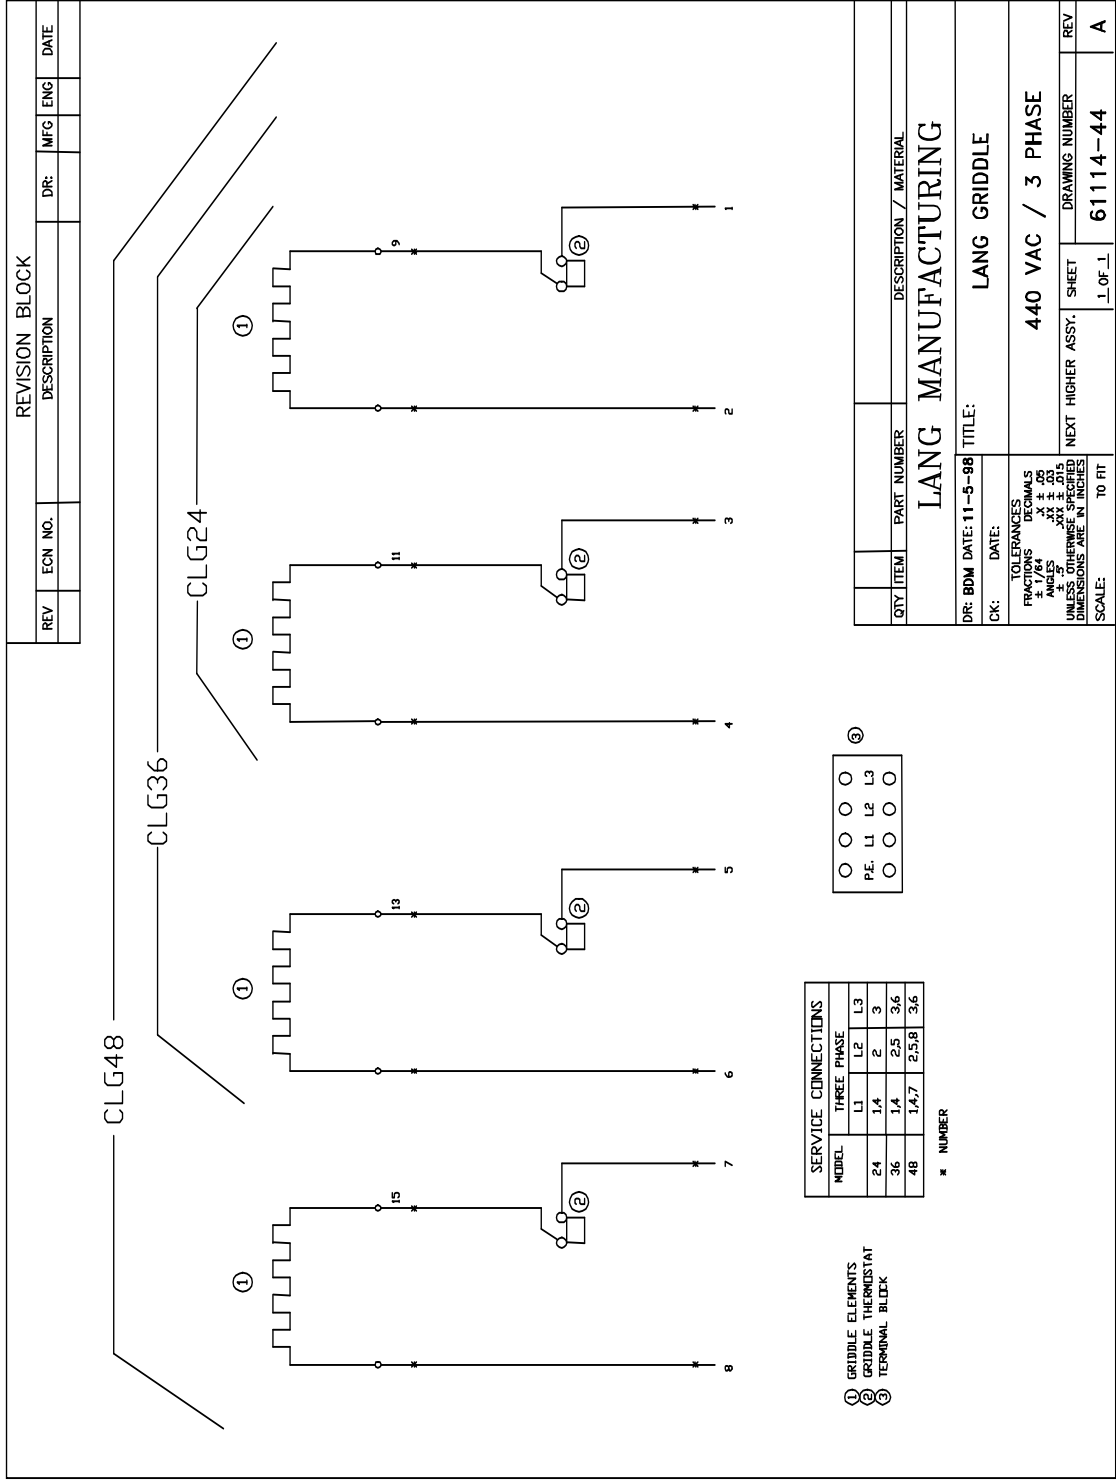 REVISION BLOCK
REV ECN NO. DESCRIPTION DR: MFG ENG DATE
CLG48
CLG36
CLG24
1 1 1 1
15 13 11 9
2 2 2 2
8 7 6 5 4 3 2 1
1 GRIDDLE ELEMENTS
2 GRIDDLE THERMOSTAT
3 TERMINAL BLOCK
SERVICE CONNECTIONS
MODEL THREE PHASE
L1 L2 L3
24 1,4 2 3
36 1,4 2,5 3,6
48 1,4,7 2,5,8 3,6
* NUMBER
3
P.E. L1 L2 L3
QTY ITEM PART NUMBER DESCRIPTION / MATERIAL
LANG MANUFACTURING
DR: BDM DATE: 11-5-98
CK: DATE:
TITLE:
LANG GRIDDLE
440 VAC / 3 PHASE
TOLERANCES
FRACTIONS DECIMALS
± 1/64 .X ± .05
ANGLES .XX ± .03
± .5° .XXX ± .015
UNLESS OTHERWISE SPECIFIED
DIMENSIONS ARE IN INCHES
SCALE: TO FIT
NEXT HIGHER ASSY.
SHEET
1 OF 1
DRAWING NUMBER
61114-44
REV
A